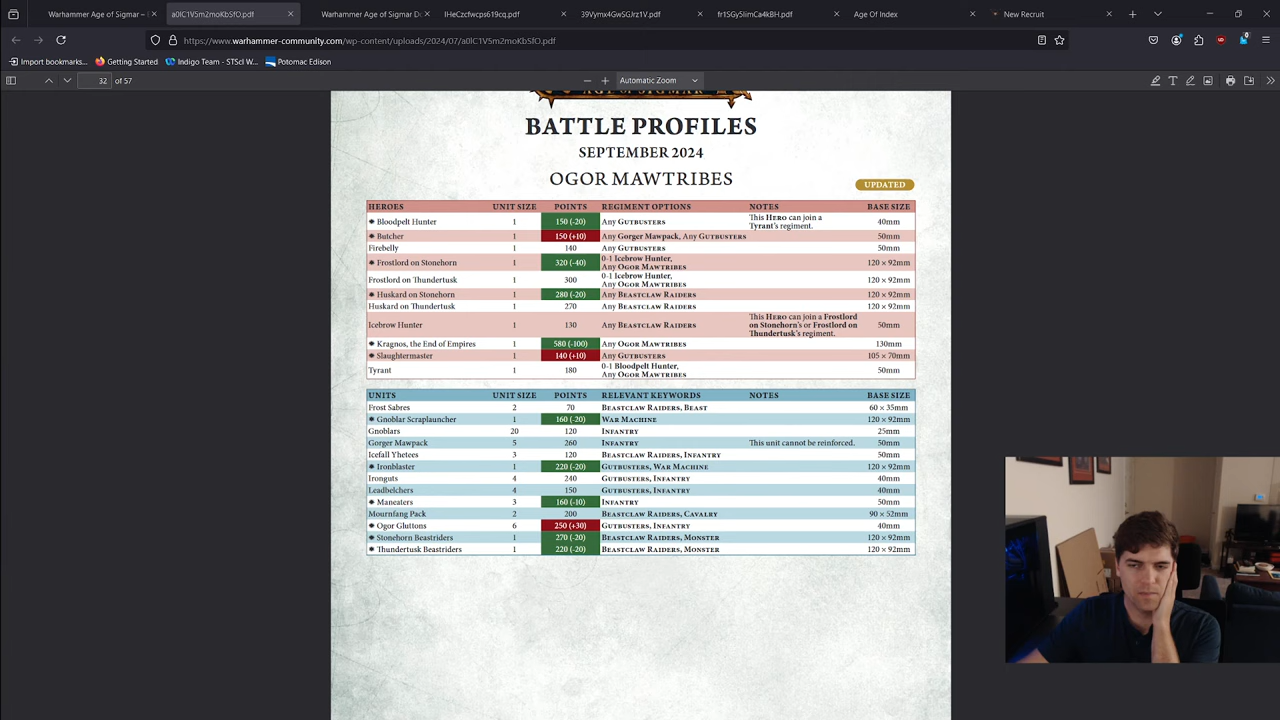 Warhammer Age of Sigmar –
a0lC1V5m2moKbSfO.pdf
Warhammer Age of Sigmar Do
IHeCzcfwcps619cq.pdf
39Vymx4GwSGJrz1V.pdf
fr1SGy5IimCa4kBH.pdf
Age Of Index
New Recruit
https://www.warhammer-community.com/wp-content/uploads/2024/07/a0lC1V5m2moKbSfO.pdf
Import bookmarks...
Getting Started
Indigo Team - STScI W...
Potomac Edison
32 of 57
Automatic Zoom
AGE OF SIGMAR
BATTLE PROFILES
SEPTEMBER 2024
OGOR MAWTRIBES
UPDATED
HEROES UNIT SIZE POINTS REGIMENT OPTIONS NOTES BASE SIZE
Bloodpelt Hunter 1 150 (-20) Any GUTBUSTERS This HERO can join a Tyrant's regiment. 40mm
Butcher 1 150 (+10) Any Gorger Mawpack, Any GUTBUSTERS 50mm
Firebelly 1 140 Any GUTBUSTERS 50mm
Frostlord on Stonehorn 1 320 (-40) 0-1 Icebrow Hunter, Any OGOR MAWTRIBES 120 × 92mm
Frostlord on Thundertusk 1 300 0-1 Icebrow Hunter, Any OGOR MAWTRIBES 120 × 92mm
Huskard on Stonehorn 1 280 (-20) Any BEASTCLAW RAIDERS 120 × 92mm
Huskard on Thundertusk 1 270 Any BEASTCLAW RAIDERS 120 × 92mm
Icebrow Hunter 1 130 Any BEASTCLAW RAIDERS This HERO can join a Frostlord on Stonehorn's or Frostlord on Thundertusk's regiment. 50mm
Kragnos, the End of Empires 1 580 (-100) Any OGOR MAWTRIBES 130mm
Slaughtermaster 1 140 (+10) Any GUTBUSTERS 105 × 70mm
Tyrant 1 180 0-1 Bloodpelt Hunter, Any OGOR MAWTRIBES 50mm
UNITS UNIT SIZE POINTS RELEVANT KEYWORDS NOTES BASE SIZE
Frost Sabres 2 70 BEASTCLAW RAIDERS, BEAST 60 × 35mm
Gnoblar Scraplauncher 1 160 (-20) WAR MACHINE 120 × 92mm
Gnoblars 20 120 INFANTRY 25mm
Gorger Mawpack 5 260 INFANTRY This unit cannot be reinforced. 50mm
Icefall Yhetees 3 120 BEASTCLAW RAIDERS, INFANTRY 50mm
Ironblaster 1 220 (-20) GUTBUSTERS, WAR MACHINE 120 × 92mm
Ironguts 4 240 GUTBUSTERS, INFANTRY 40mm
Leadbelchers 4 150 GUTBUSTERS, INFANTRY 40mm
Maneaters 3 160 (-10) INFANTRY 50mm
Mournfang Pack 2 200 BEASTCLAW RAIDERS, CAVALRY 90 × 52mm
Ogor Gluttons 6 250 (+30) GUTBUSTERS, INFANTRY 40mm
Stonehorn Beastriders 1 270 (-20) BEASTCLAW RAIDERS, MONSTER 120 × 92mm
Thundertusk Beastriders 1 220 (-20) BEASTCLAW RAIDERS, MONSTER 120 × 92mm